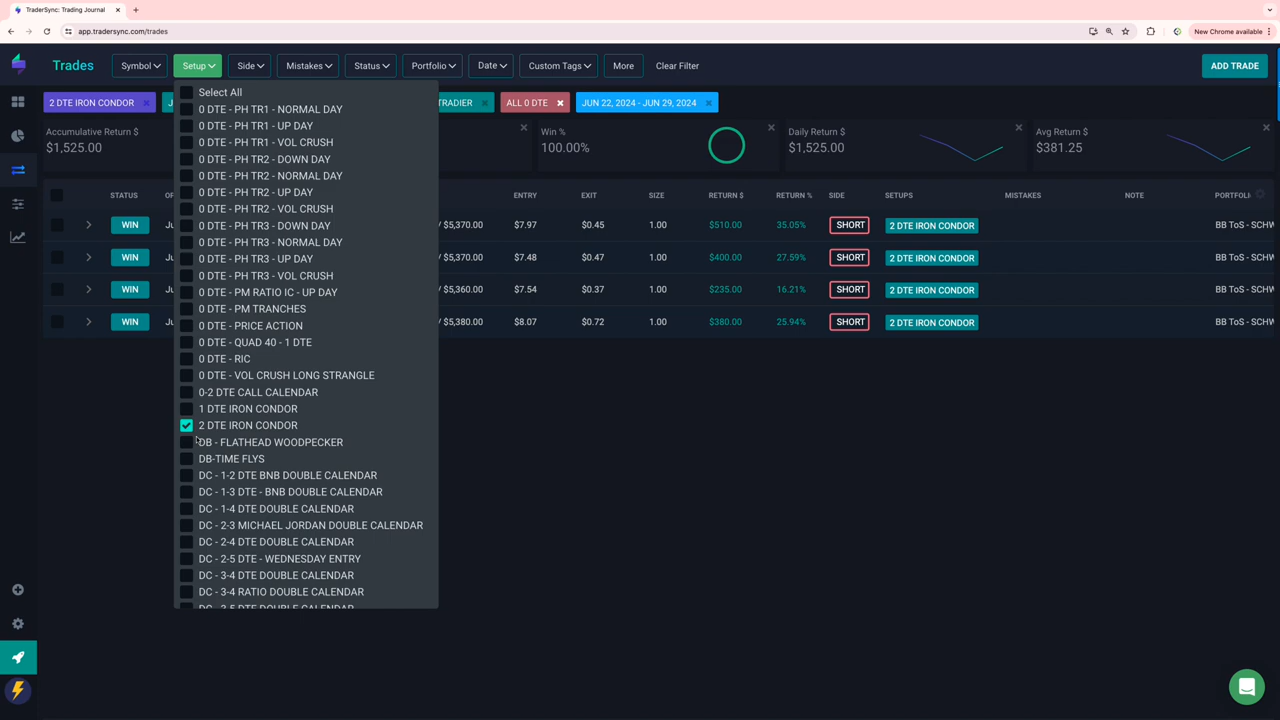 TraderSync: Trading Journal
app.tradersync.com/trades
New Chrome available
Trades
Symbol
Setup
Side
Mistakes
Status
Portfolio
Date
Custom Tags
More
Clear Filter
ADD TRADE
2 DTE IRON CONDOR
TRADIER
ALL 0 DTE
JUN 22, 2024 - JUN 29, 2024
Accumulative Return $
$1,525.00
Win %
100.00%
Daily Return $
$1,525.00
Avg Return $
$381.25
STATUS
ENTRY
EXIT
SIZE
RETURN $
RETURN %
SIDE
SETUPS
MISTAKES
NOTE
PORTFOLI
WIN
Ju
/ $5,370.00
$7.97
$0.45
1.00
$510.00
35.05%
SHORT
2 DTE IRON CONDOR
BB ToS - SCHW
WIN
Ju
/ $5,370.00
$7.48
$0.47
1.00
$400.00
27.59%
SHORT
2 DTE IRON CONDOR
BB ToS - SCHW
WIN
Ju
/ $5,360.00
$7.54
$0.37
1.00
$235.00
16.21%
SHORT
2 DTE IRON CONDOR
BB ToS - SCHW
WIN
Ju
/ $5,380.00
$8.07
$0.72
1.00
$380.00
25.94%
SHORT
2 DTE IRON CONDOR
BB ToS - SCHW
Select All
0 DTE - PH TR1 - NORMAL DAY
0 DTE - PH TR1 - UP DAY
0 DTE - PH TR1 - VOL CRUSH
0 DTE - PH TR2 - DOWN DAY
0 DTE - PH TR2 - NORMAL DAY
0 DTE - PH TR2 - UP DAY
0 DTE - PH TR2 - VOL CRUSH
0 DTE - PH TR3 - DOWN DAY
0 DTE - PH TR3 - NORMAL DAY
0 DTE - PH TR3 - UP DAY
0 DTE - PH TR3 - VOL CRUSH
0 DTE - PM RATIO IC - UP DAY
0 DTE - PM TRANCHES
0 DTE - PRICE ACTION
0 DTE - QUAD 40 - 1 DTE
0 DTE - RIC
0 DTE - VOL CRUSH LONG STRANGLE
0-2 DTE CALL CALENDAR
1 DTE IRON CONDOR
2 DTE IRON CONDOR
DB - FLATHEAD WOODPECKER
DB-TIME FLYS
DC - 1-2 DTE BNB DOUBLE CALENDAR
DC - 1-3 DTE - BNB DOUBLE CALENDAR
DC - 1-4 DTE DOUBLE CALENDAR
DC - 2-3 MICHAEL JORDAN DOUBLE CALENDAR
DC - 2-4 DTE DOUBLE CALENDAR
DC - 2-5 DTE - WEDNESDAY ENTRY
DC - 3-4 DTE DOUBLE CALENDAR
DC - 3-4 RATIO DOUBLE CALENDAR
DC - 3-5 DTE DOUBLE CALENDAR